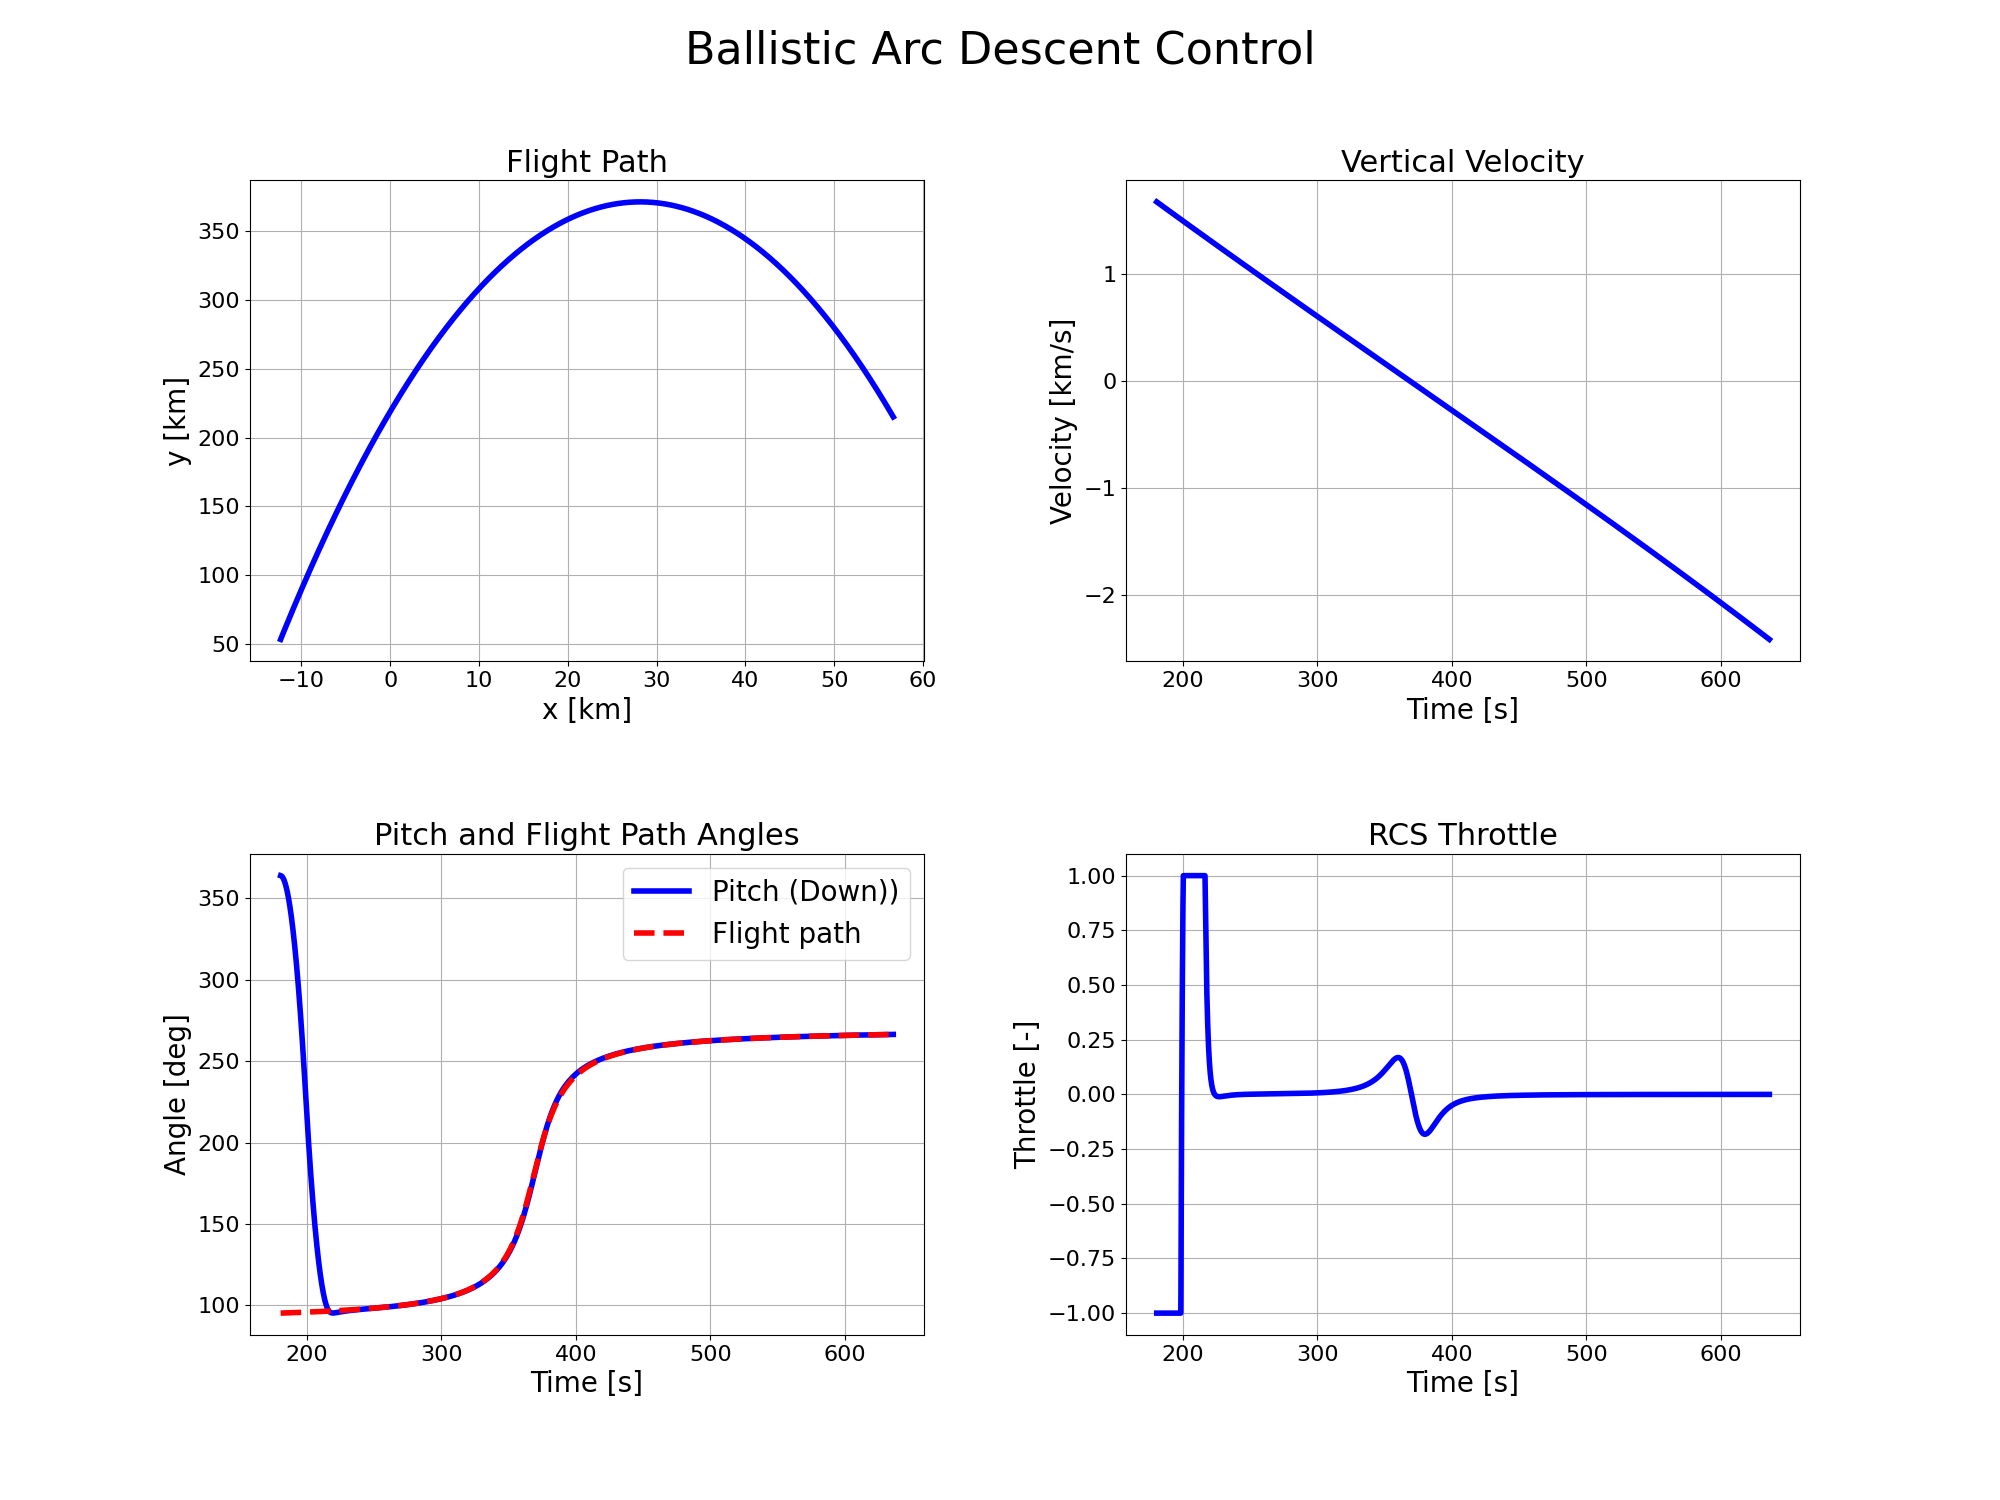 Ballistic Arc Descent Control
Flight Path
350
300
250
200
150
100
50
y [km]
−10 0 10 20 30 40 50 60
x [km]
Vertical Velocity
1
0
−1
−2
Velocity [km/s]
200 300 400 500 600
Time [s]
Pitch and Flight Path Angles
Pitch (Down))
Flight path
350
300
250
200
150
100
Angle [deg]
200 300 400 500 600
Time [s]
RCS Throttle
1.00
0.75
0.50
0.25
0.00
−0.25
−0.50
−0.75
−1.00
Throttle [-]
200 300 400 500 600
Time [s]